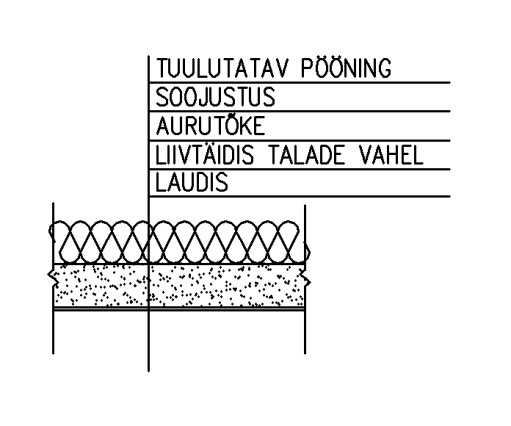 TUULUTATAV PÖÖNING
SOOJUSTUS
AURUTÕKE
LIIVTÄIDIS TALADE VAHEL
LAUDIS